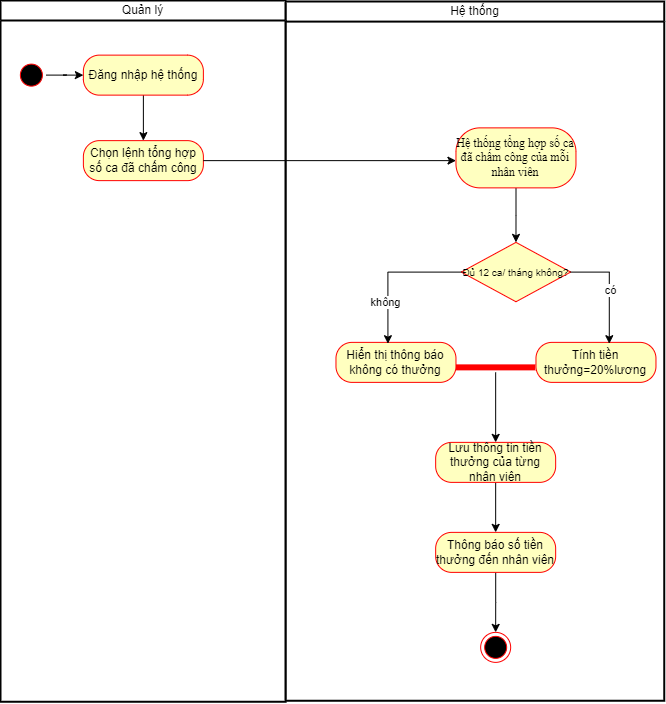 Quản lý
Hệ thống
Đăng nhập hệ thống
Chọn lệnh tổng hợp
số ca đã chấm công
Hệ thống tổng hợp số ca
đã chấm công của mỗi
nhân viên
Đủ 12 ca/ tháng không?
không
có
Hiển thị thông báo
không có thưởng
Tính tiền
thưởng=20%lương
Lưu thông tin tiền
thưởng của từng
nhân viên
Thông báo số tiền
thưởng đến nhân viên